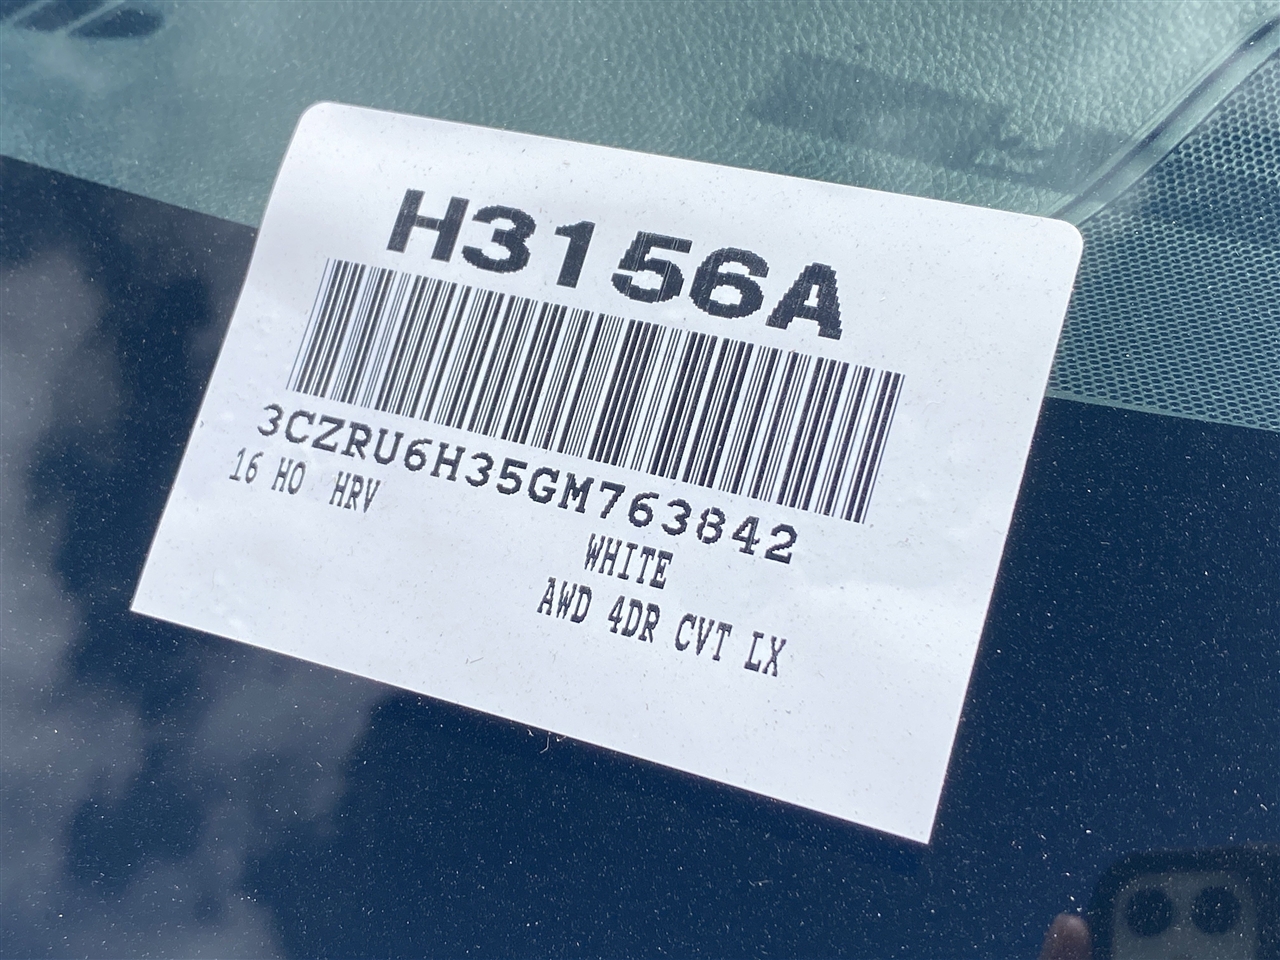 H3156A
3CZRU6H35GM763842
16 HO HRV
WHITE
AWD 4DR CVT LX